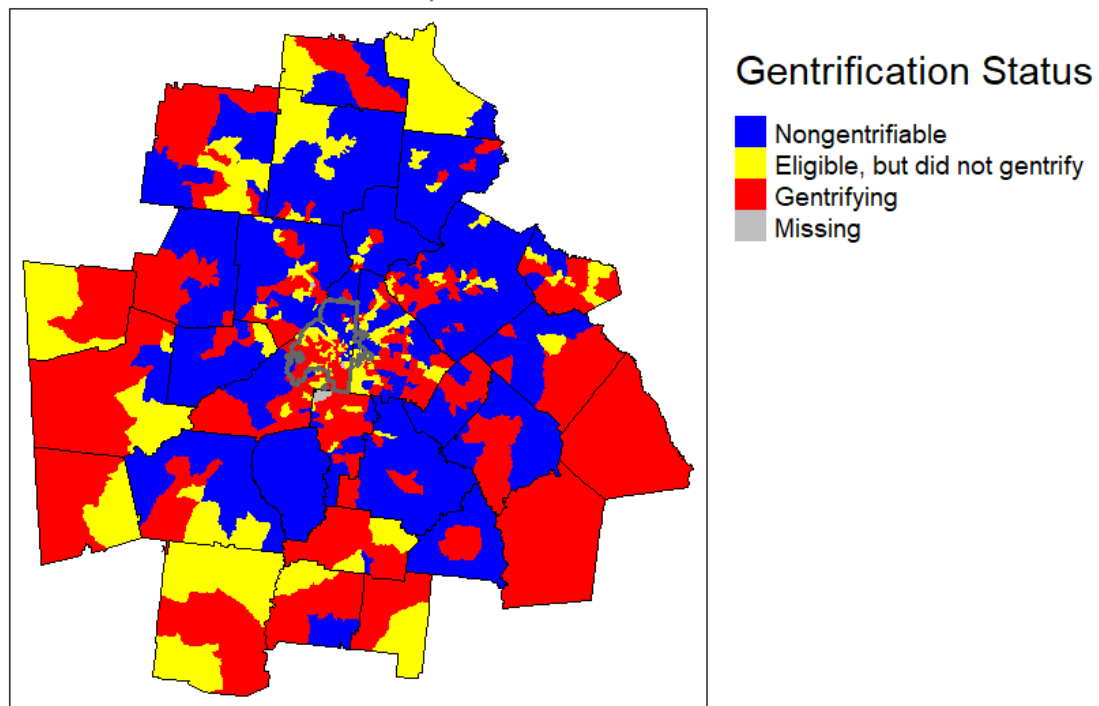 Gentrification Status
Nongentrifiable
Eligible, but did not gentrify
Gentrifying
Missing